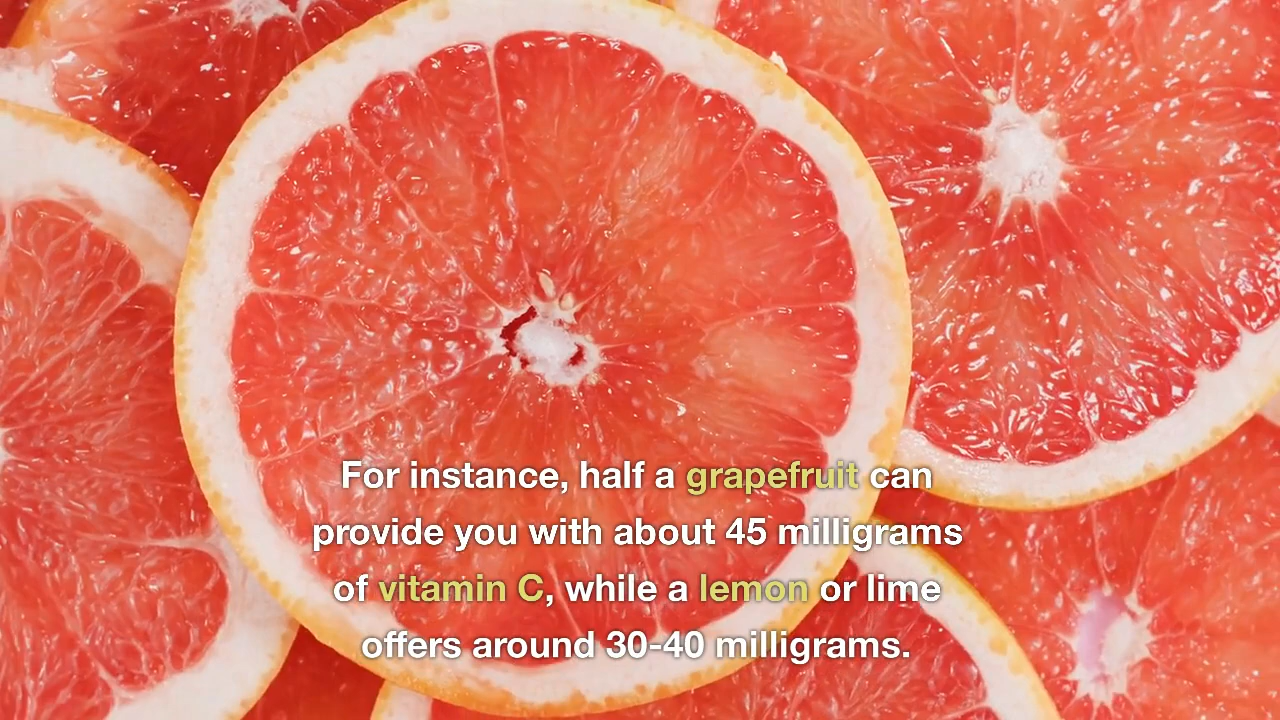 For instance, half a grapefruit can
provide you with about 45 milligrams
of vitamin C, while a lemon or lime
offers around 30-40 milligrams.